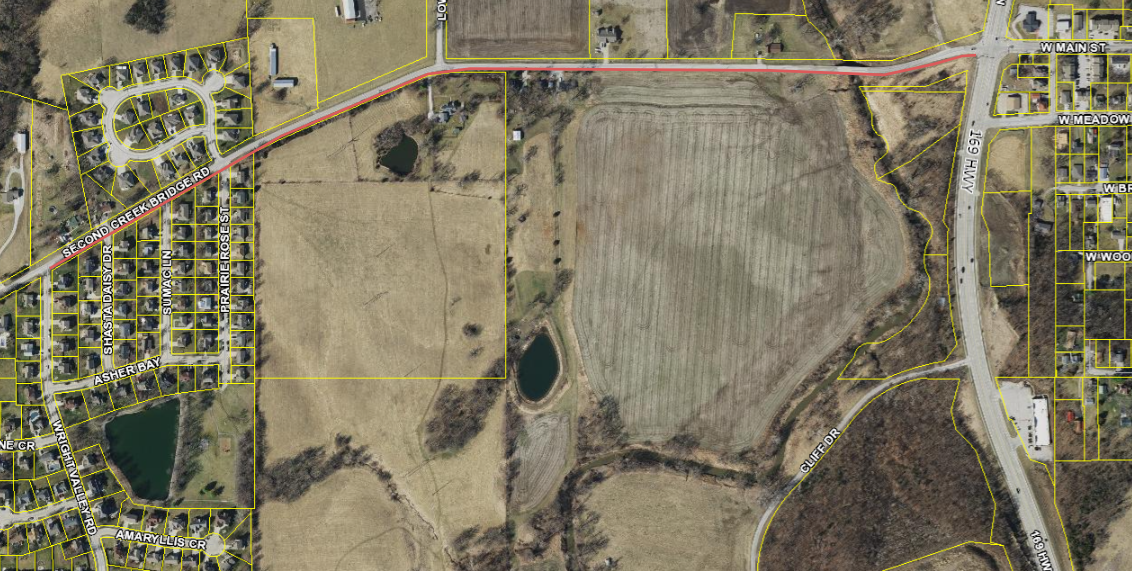 W MAIN ST
W MEADOW
169 HWY
SECOND CREEK BRIDGE RD
SHASTA DAISY DR
SUMAC LN
PRAIRIE ROSE ST
ASHER BAY
WRIGHT VALLEY RD
NE CR
AMARYLLIS CR
CLIFF DR
W BR
W WOO
LOW
169 HW